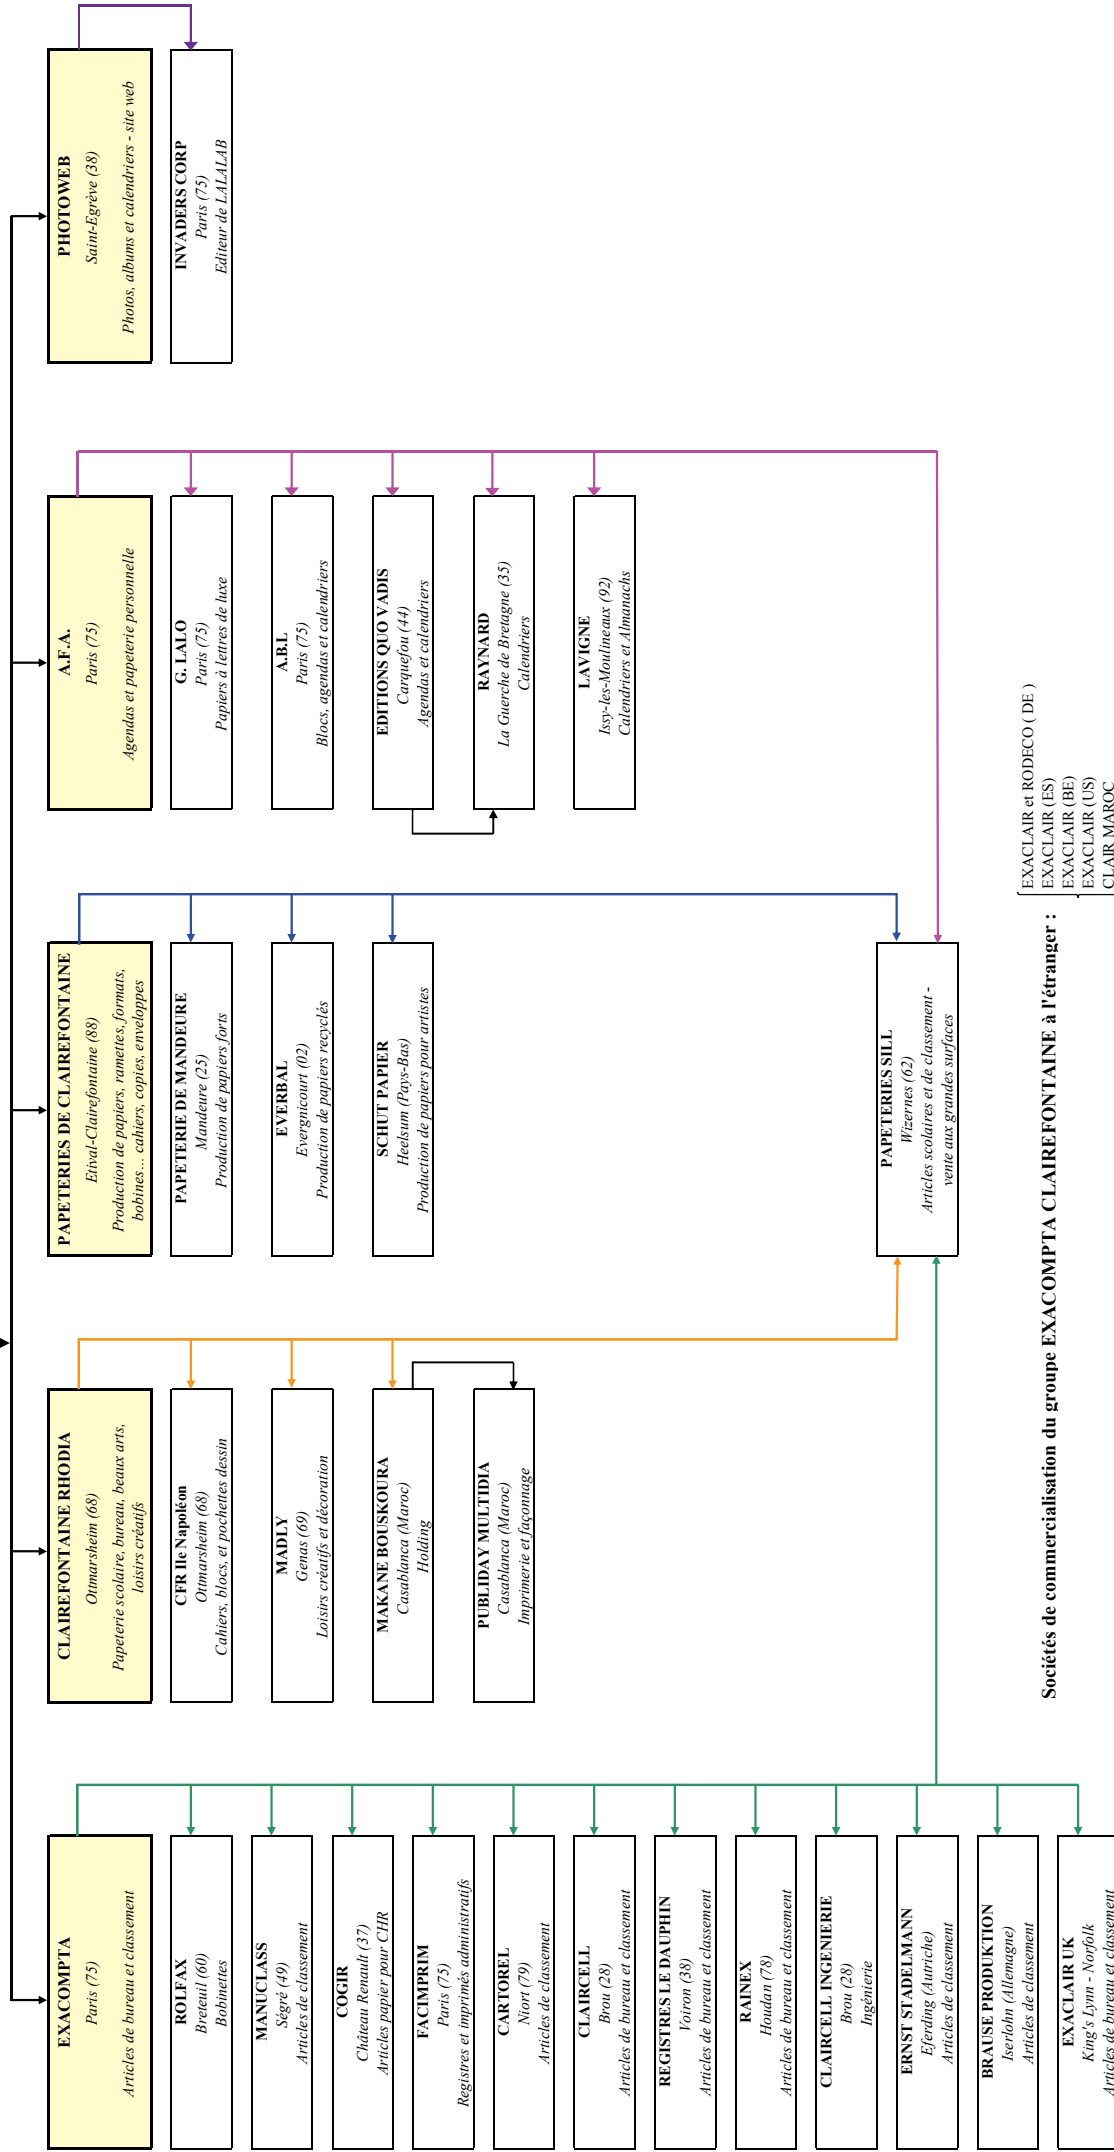 EXACOMPTA
Paris (75)
Articles de bureau et classement
ROLFAX
Breteuil (60)
Bobinettes
MANUCLASS
Ségré (49)
Articles de classement
COGIR
Château Renault (37)
Articles papier pour CHR
FACIMPRIM
Paris (75)
Registres et imprimés administratifs
CARTOREL
Niort (79)
Articles de classement
CLAIRCELL
Brou (28)
Articles de bureau et classement
REGISTRES LE DAUPHIN
Voiron (38)
Articles de bureau et classement
RAINEX
Houdan (78)
Articles de bureau et classement
CLAIRCELL INGENIERIE
Brou (28)
Ingénierie
ERNST STADELMANN
Eferding (Autriche)
Articles de classement
BRAUSE PRODUKTION
Iserlohn (Allemagne)
Articles de classement
EXACLAIR UK
King's Lynn - Norfolk
Articles de bureau et classement
CLAIREFONTAINE RHODIA
Ottmarsheim (68)
Papeterie scolaire, bureau, beaux arts,
loisirs créatifs
CFR Ile Napoléon
Ottmarsheim (68)
Cahiers, blocs, et pochettes dessin
MADLY
Genas (69)
Loisirs créatifs et décoration
MAKANE BOUSKOURA
Casablanca (Maroc)
Holding
PUBLIDAY MULTIDIA
Casablanca (Maroc)
Imprimerie et façonnage
PAPETERIES DE CLAIREFONTAINE
Etival-Clairefontaine (88)
Production de papiers, ramettes, formats,
bobines... cahiers, copies, enveloppes
PAPETERIE DE MANDEURE
Mandeure (25)
Production de papiers forts
EVERBAL
Evergnicourt (02)
Production de papiers recyclés
SCHUT PAPIER
Heelsum (Pays-Bas)
Production de papiers pour artistes
PAPETERIES SILL
Wizernes (62)
Articles scolaires et de classement -
vente aux grandes surfaces
A.F.A.
Paris (75)
Agendas et papeterie personnelle
G. LALO
Paris (75)
Papiers à lettres de luxe
A.B.L
Paris (75)
Blocs, agendas et calendriers
EDITIONS QUO VADIS
Carquefou (44)
Agendas et calendriers
RAYNARD
La Guerche de Bretagne (35)
Calendriers
LAVIGNE
Issy-les-Moulineaux (92)
Calendriers et Almanachs
PHOTOWEB
Saint-Egrève (38)
Photos, albums et calendriers - site web
INVADERS CORP
Paris (75)
Editeur de LALALAB
Sociétés de commercialisation du groupe EXACOMPTA CLAIREFONTAINE à l'étranger :
EXACLAIR et RODECO ( DE )
EXACLAIR (ES)
EXACLAIR (BE)
EXACLAIR (US)
CLAIR MAROC